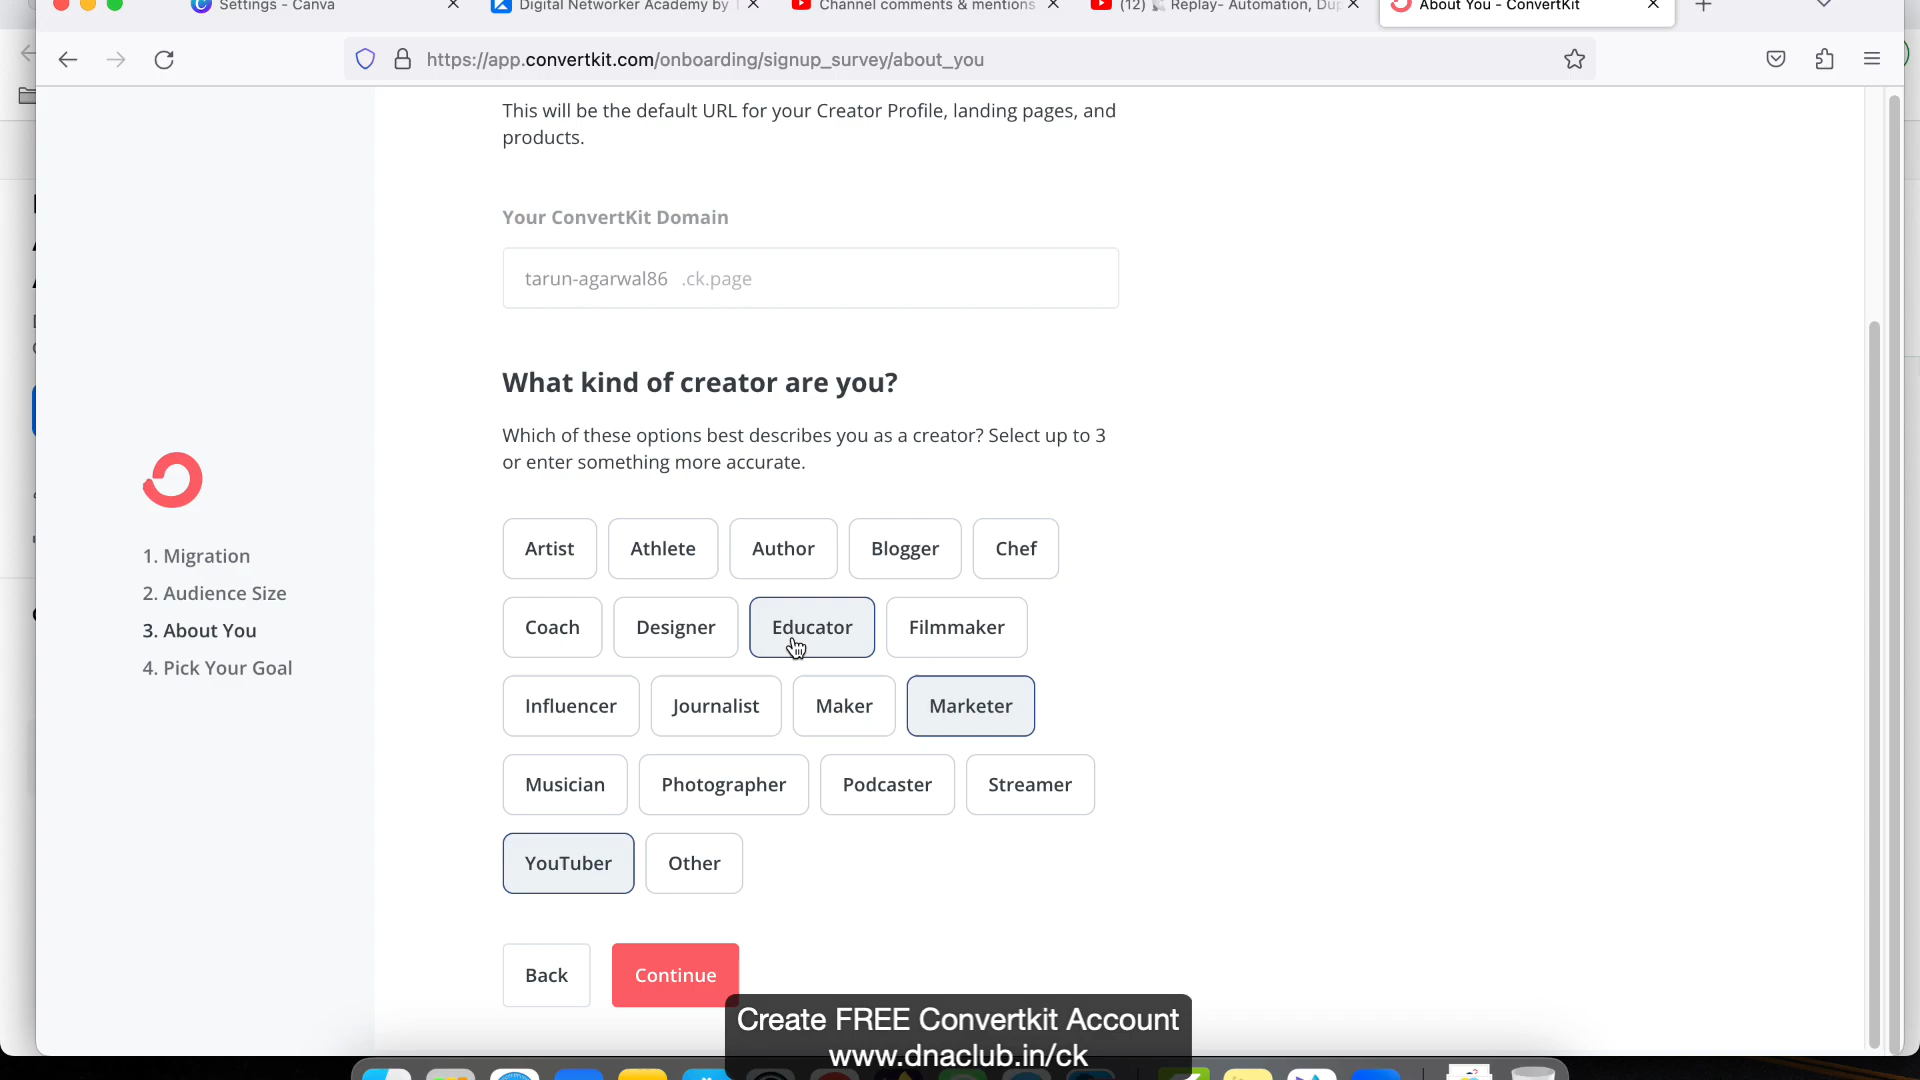 Settings - Canva
Digital Networker Academy by
Channel comments & mentions
(12) Replay- Automation, Dup
About You - ConvertKit
https://app.convertkit.com/onboarding/signup_survey/about_you
This will be the default URL for your Creator Profile, landing pages, and
products.
Your ConvertKit Domain
tarun-agarwal86 .ck.page
What kind of creator are you?
Which of these options best describes you as a creator? Select up to 3
or enter something more accurate.
1. Migration
2. Audience Size
3. About You
4. Pick Your Goal
Artist Athlete Author Blogger Chef
Coach Designer Educator Filmmaker
Influencer Journalist Maker Marketer
Musician Photographer Podcaster Streamer
YouTuber Other
Back Continue
Create FREE Convertkit Account
www.dnaclub.in/ck